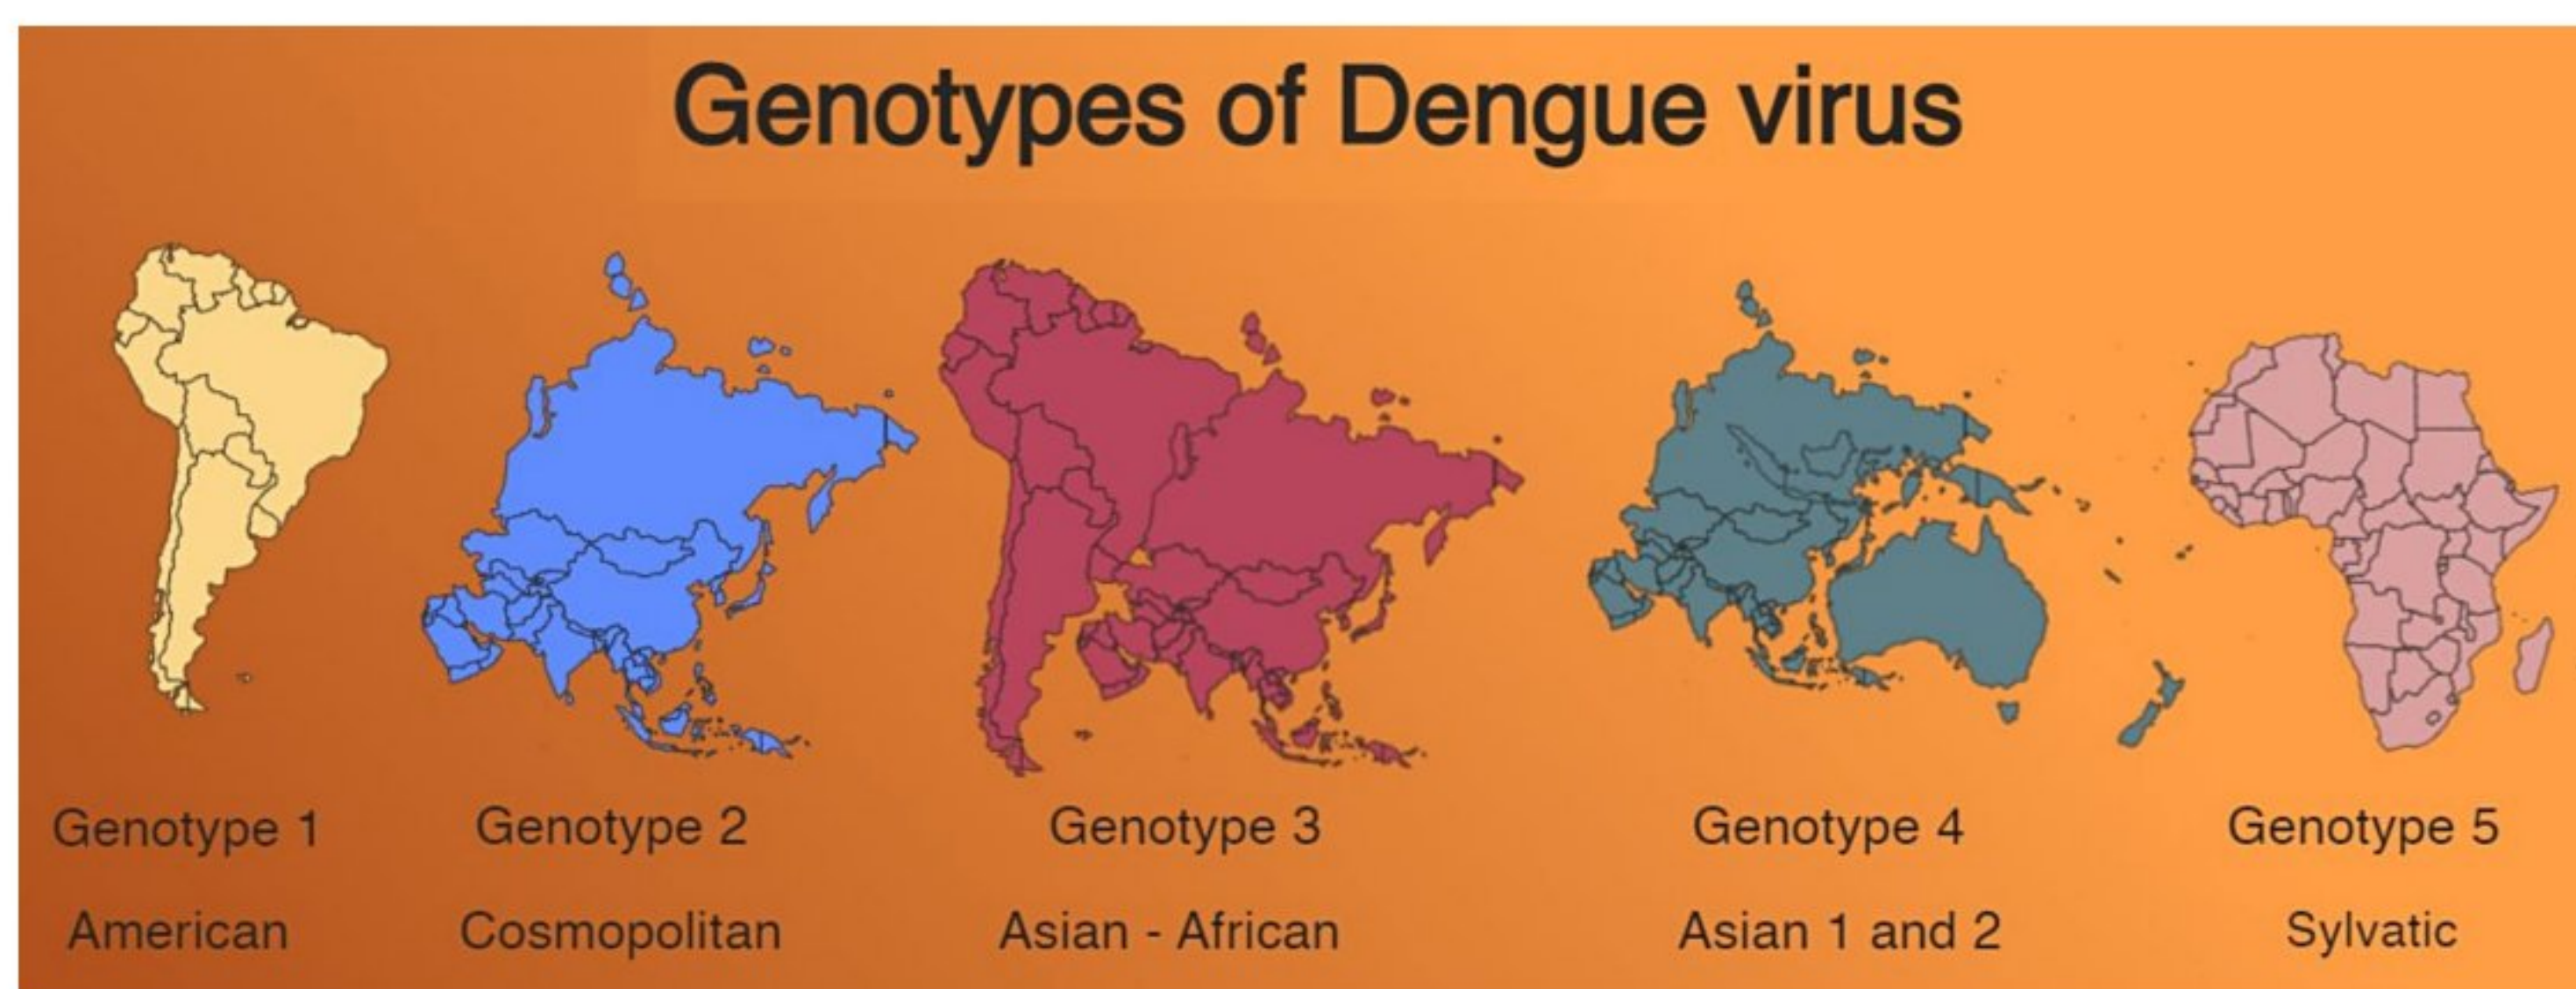 Genotypes of Dengue virus
Genotype 1
American
Genotype 2
Cosmopolitan
Genotype 3
Asian - African
Genotype 4
Asian 1 and 2
Genotype 5
Sylvatic